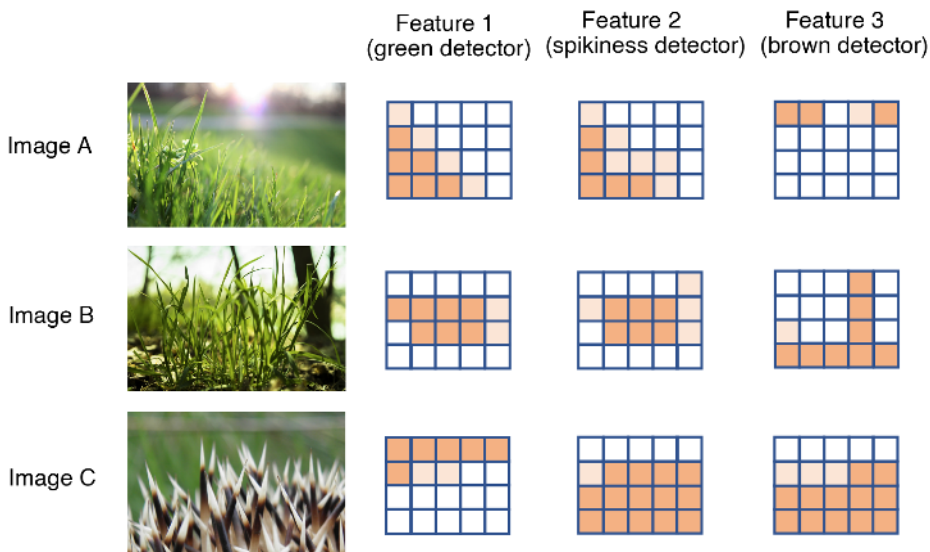 Feature 1
(green detector)
Feature 2
(spikiness detector)
Feature 3
(brown detector)
Image A
Image B
Image C